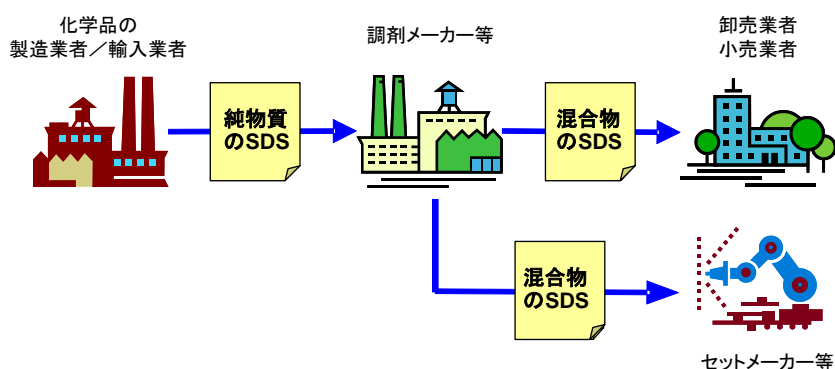 化学品の
製造業者／輸入業者
純物質
のSDS
調剤メーカー等
混合物
のSDS
卸売業者
小売業者
混合物
のSDS
セットメーカー等